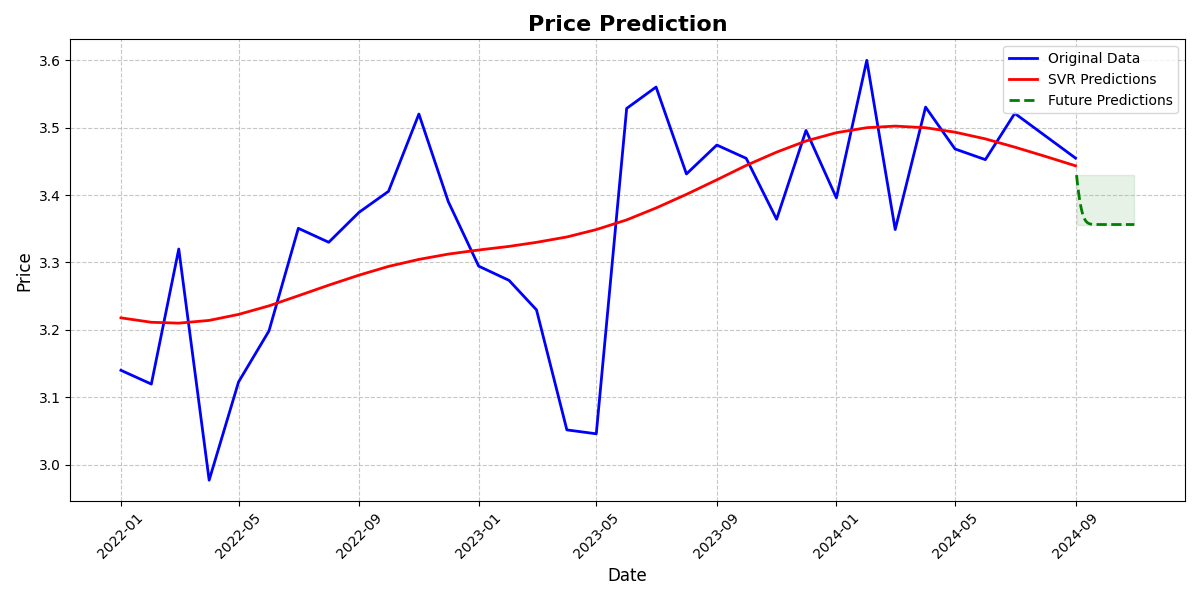 Price Prediction
Original Data
SVR Predictions
Future Predictions
3.6
3.5
3.4
3.3
3.2
3.1
3.0
Price
2022-01
2022-05
2022-09
2023-01
2023-05
2023-09
2024-01
2024-05
2024-09
Date